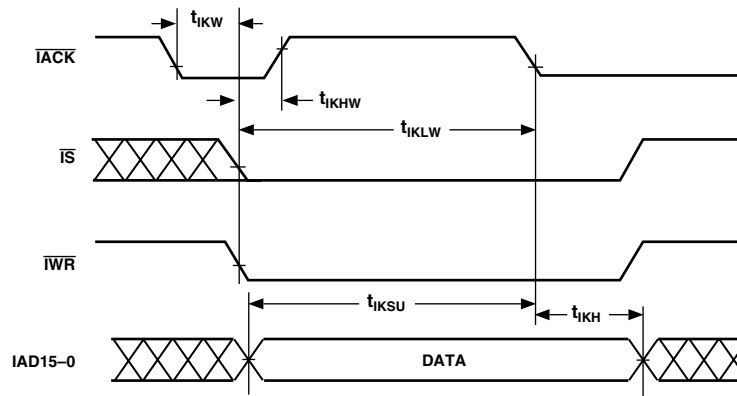 tIKW
IACK
tIKHW
tIKLW
IS
IWR
tIKSU
tIKH
IAD15–0
DATA